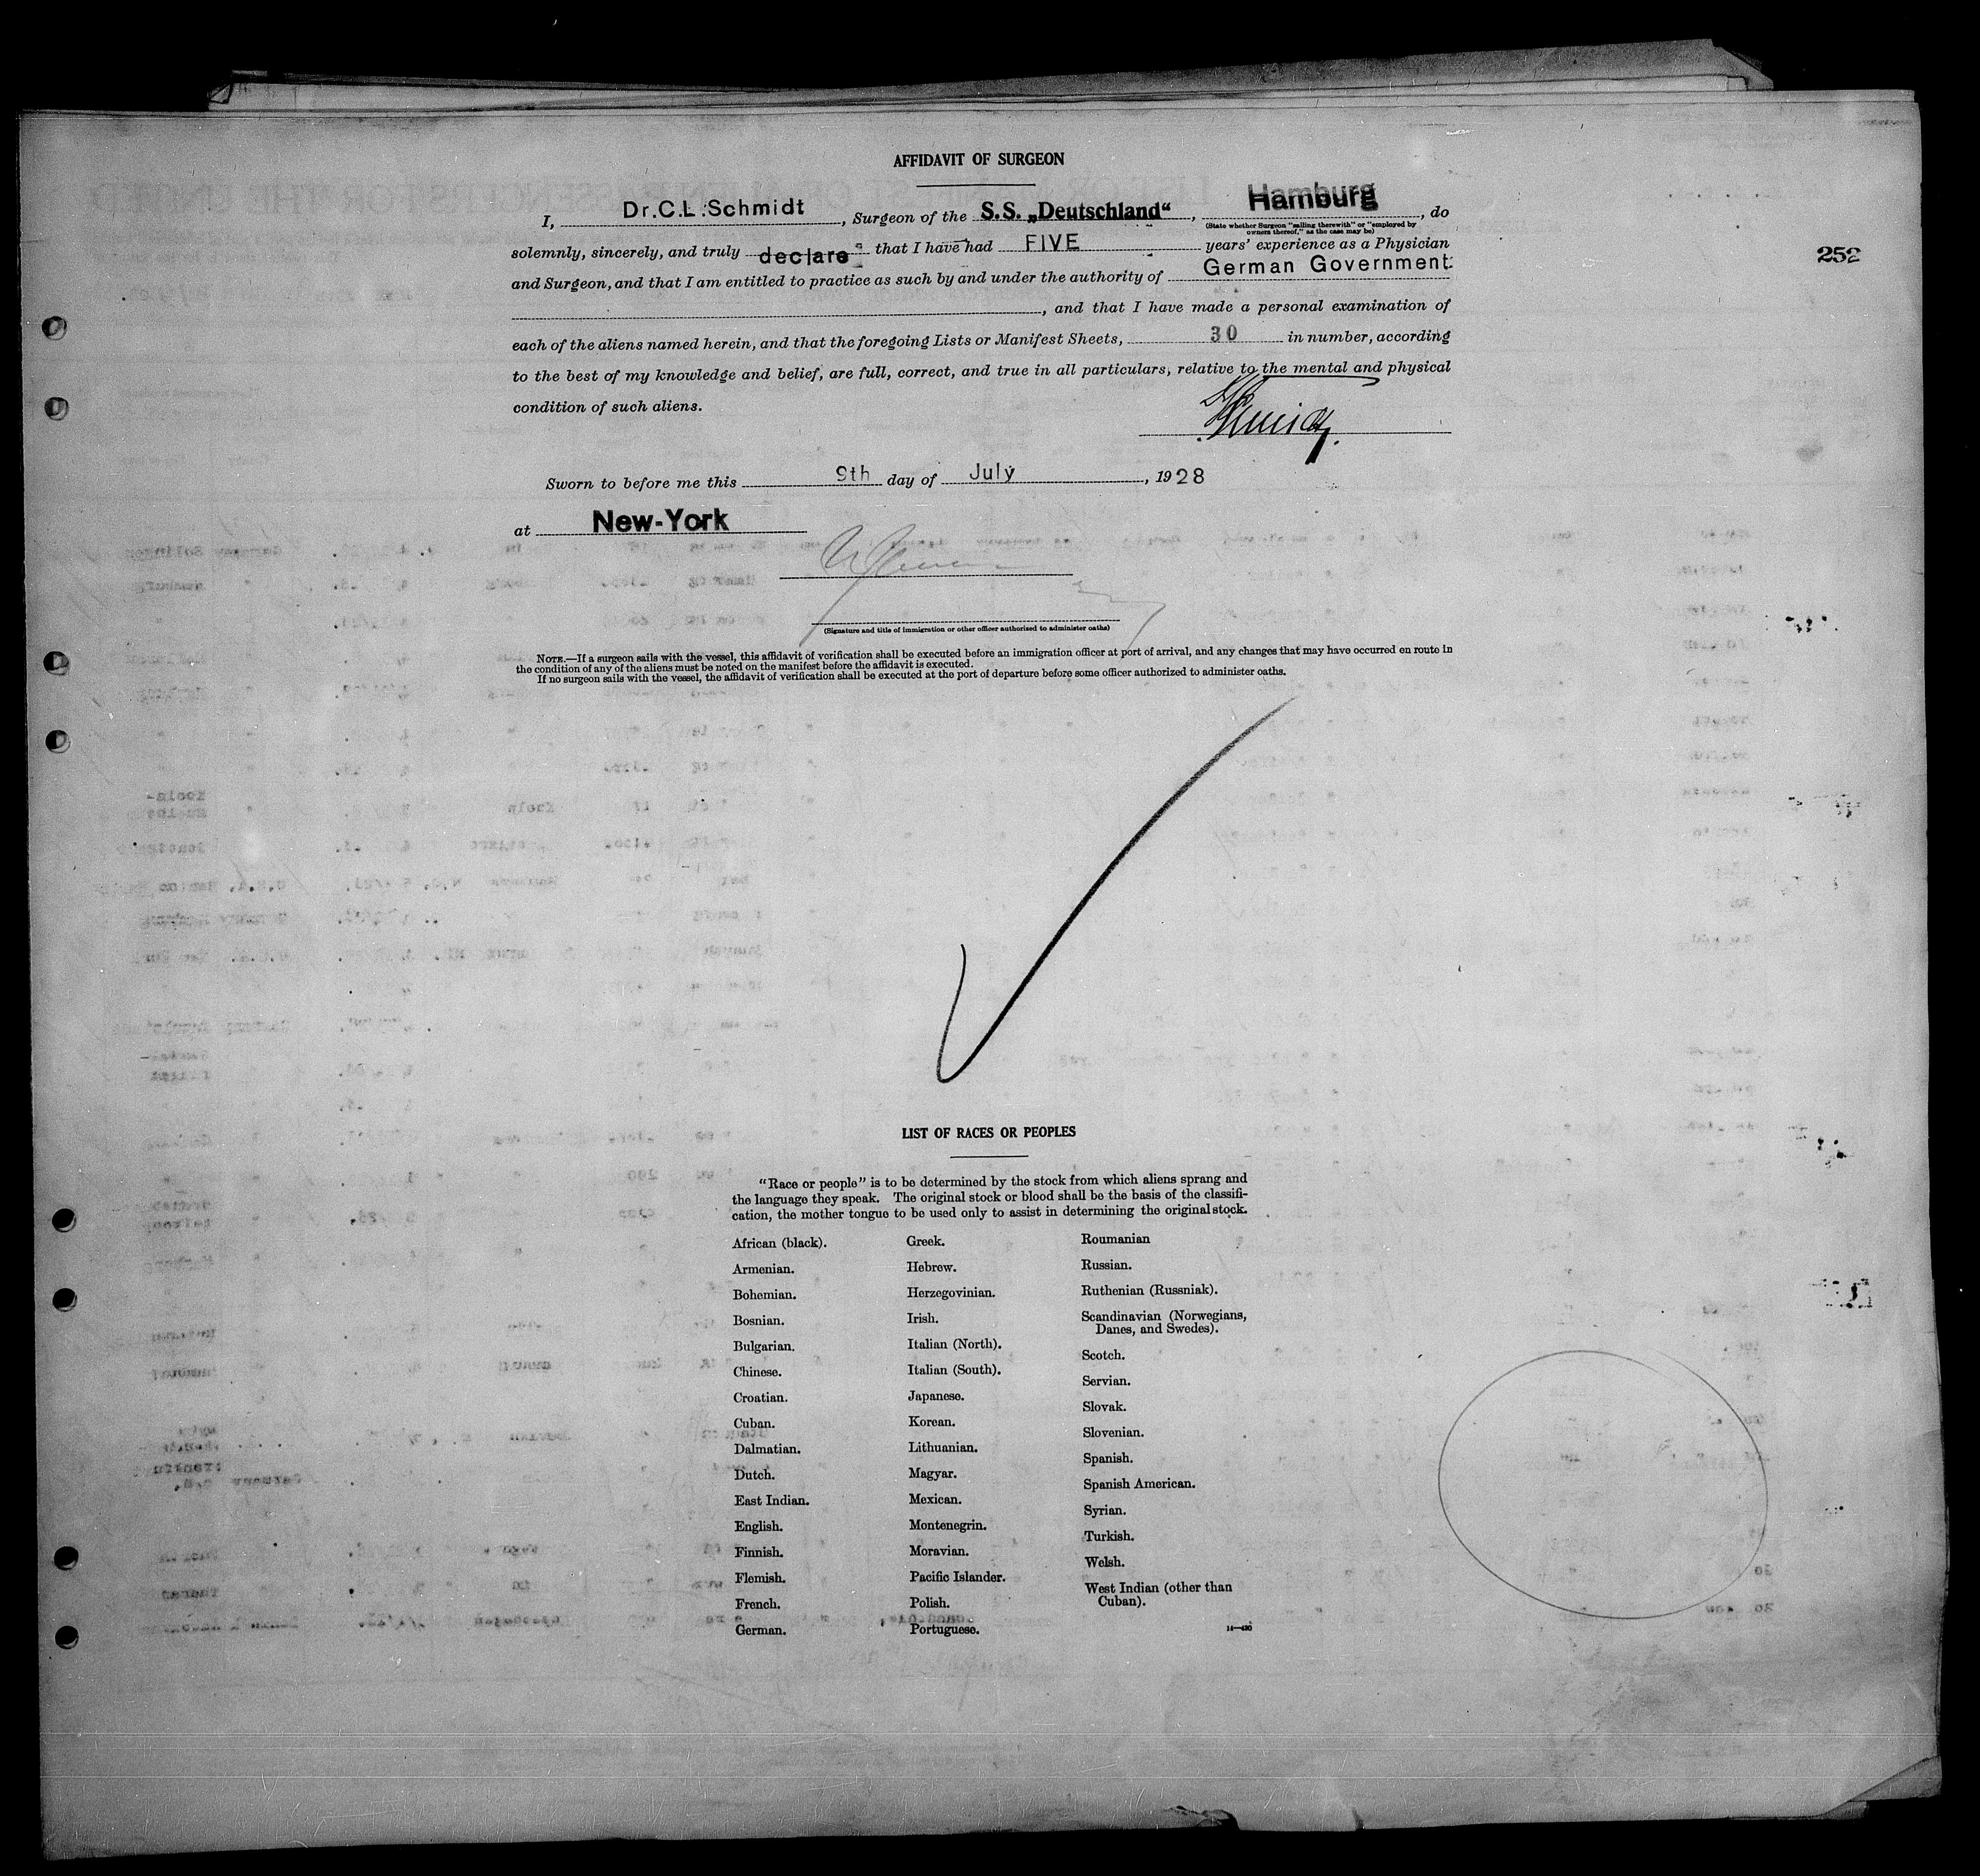 AFFIDAVIT OF SURGEON
I, Dr.C.L.Schmidt, Surgeon of the S.S. „Deutschland“, Hamburg, do
(State whether Surgeon "sailing therewith" or "employed by
owners thereof," as the case may be)
solemnly, sincerely, and truly declare that I have had FIVE years' experience as a Physician
252
and Surgeon, and that I am entitled to practice as such by and under the authority of German Government
, and that I have made a personal examination of
each of the aliens named herein, and that the foregoing Lists or Manifest Sheets, 30 in number, according
to the best of my knowledge and belief, are full, correct, and true in all particulars, relative to the mental and physical
condition of such aliens.
Schmidt
Sworn to before me this 9th day of July, 1928
at New-York
(Signature and title of immigration or other officer authorized to administer oaths)
NOTE.—If a surgeon sails with the vessel, this affidavit of verification shall be executed before an immigration officer at port of arrival, and any changes that may have occurred en route in
the condition of any of the aliens must be noted on the manifest before the affidavit is executed.
If no surgeon sails with the vessel, the affidavit of verification shall be executed at the port of departure before some officer authorized to administer oaths.
LIST OF RACES OR PEOPLES
"Race or people" is to be determined by the stock from which aliens sprang and
the language they speak. The original stock or blood shall be the basis of the classifi-
cation, the mother tongue to be used only to assist in determining the original stock.
African (black).
Armenian.
Bohemian.
Bosnian.
Bulgarian.
Chinese.
Croatian.
Cuban.
Dalmatian.
Dutch.
East Indian.
English.
Finnish.
Flemish.
French.
German.
Greek.
Hebrew.
Herzegovinian.
Irish.
Italian (North).
Italian (South).
Japanese.
Korean.
Lithuanian.
Magyar.
Mexican.
Montenegrin.
Moravian.
Pacific Islander.
Polish.
Portuguese.
Roumanian
Russian.
Ruthenian (Russniak).
Scandinavian (Norwegians,
Danes, and Swedes).
Scotch.
Servian.
Slovak.
Slovenian.
Spanish.
Spanish American.
Syrian.
Turkish.
Welsh.
West Indian (other than
Cuban).
14—430